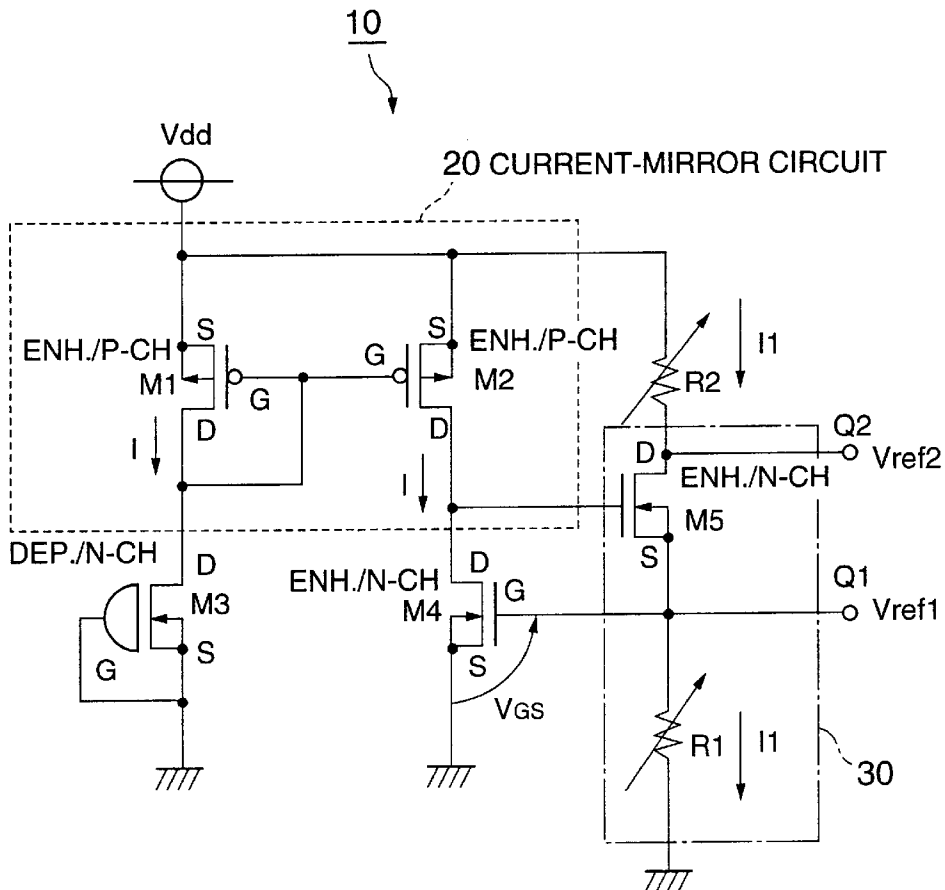 10
Vdd
20 CURRENT-MIRROR CIRCUIT
S
ENH./P-CH
M1
G
D
I
S
ENH./P-CH
G
M2
D
I
I1
R2
Q2
D
Vref2
ENH./N-CH
M5
S
DEP./N-CH
D
M3
G
S
ENH./N-CH
D
M4
G
S
VGS
Q1
Vref1
R1
I1
30